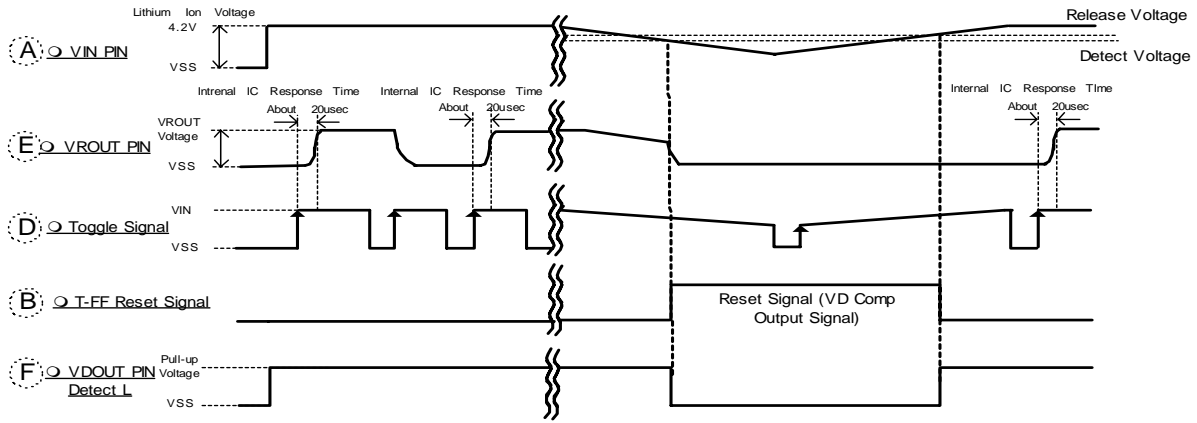 Lithium Ion Voltage
4.2V
Release Voltage
A VIN PIN
Detect Voltage
VSS
Intrenal IC Response Time
Internal IC Response Time
Internal IC Response TIme
About 20usec
About 20usec
About 20usec
VROUT
Voltage
E VROUT PIN
VSS
VIN
D Toggle Signal
VSS
B T-FF Reset Signal
Reset Signal (VD Comp
Output Signal)
Pull-up
Voltage
F VDOUT PIN
Detect L
VSS